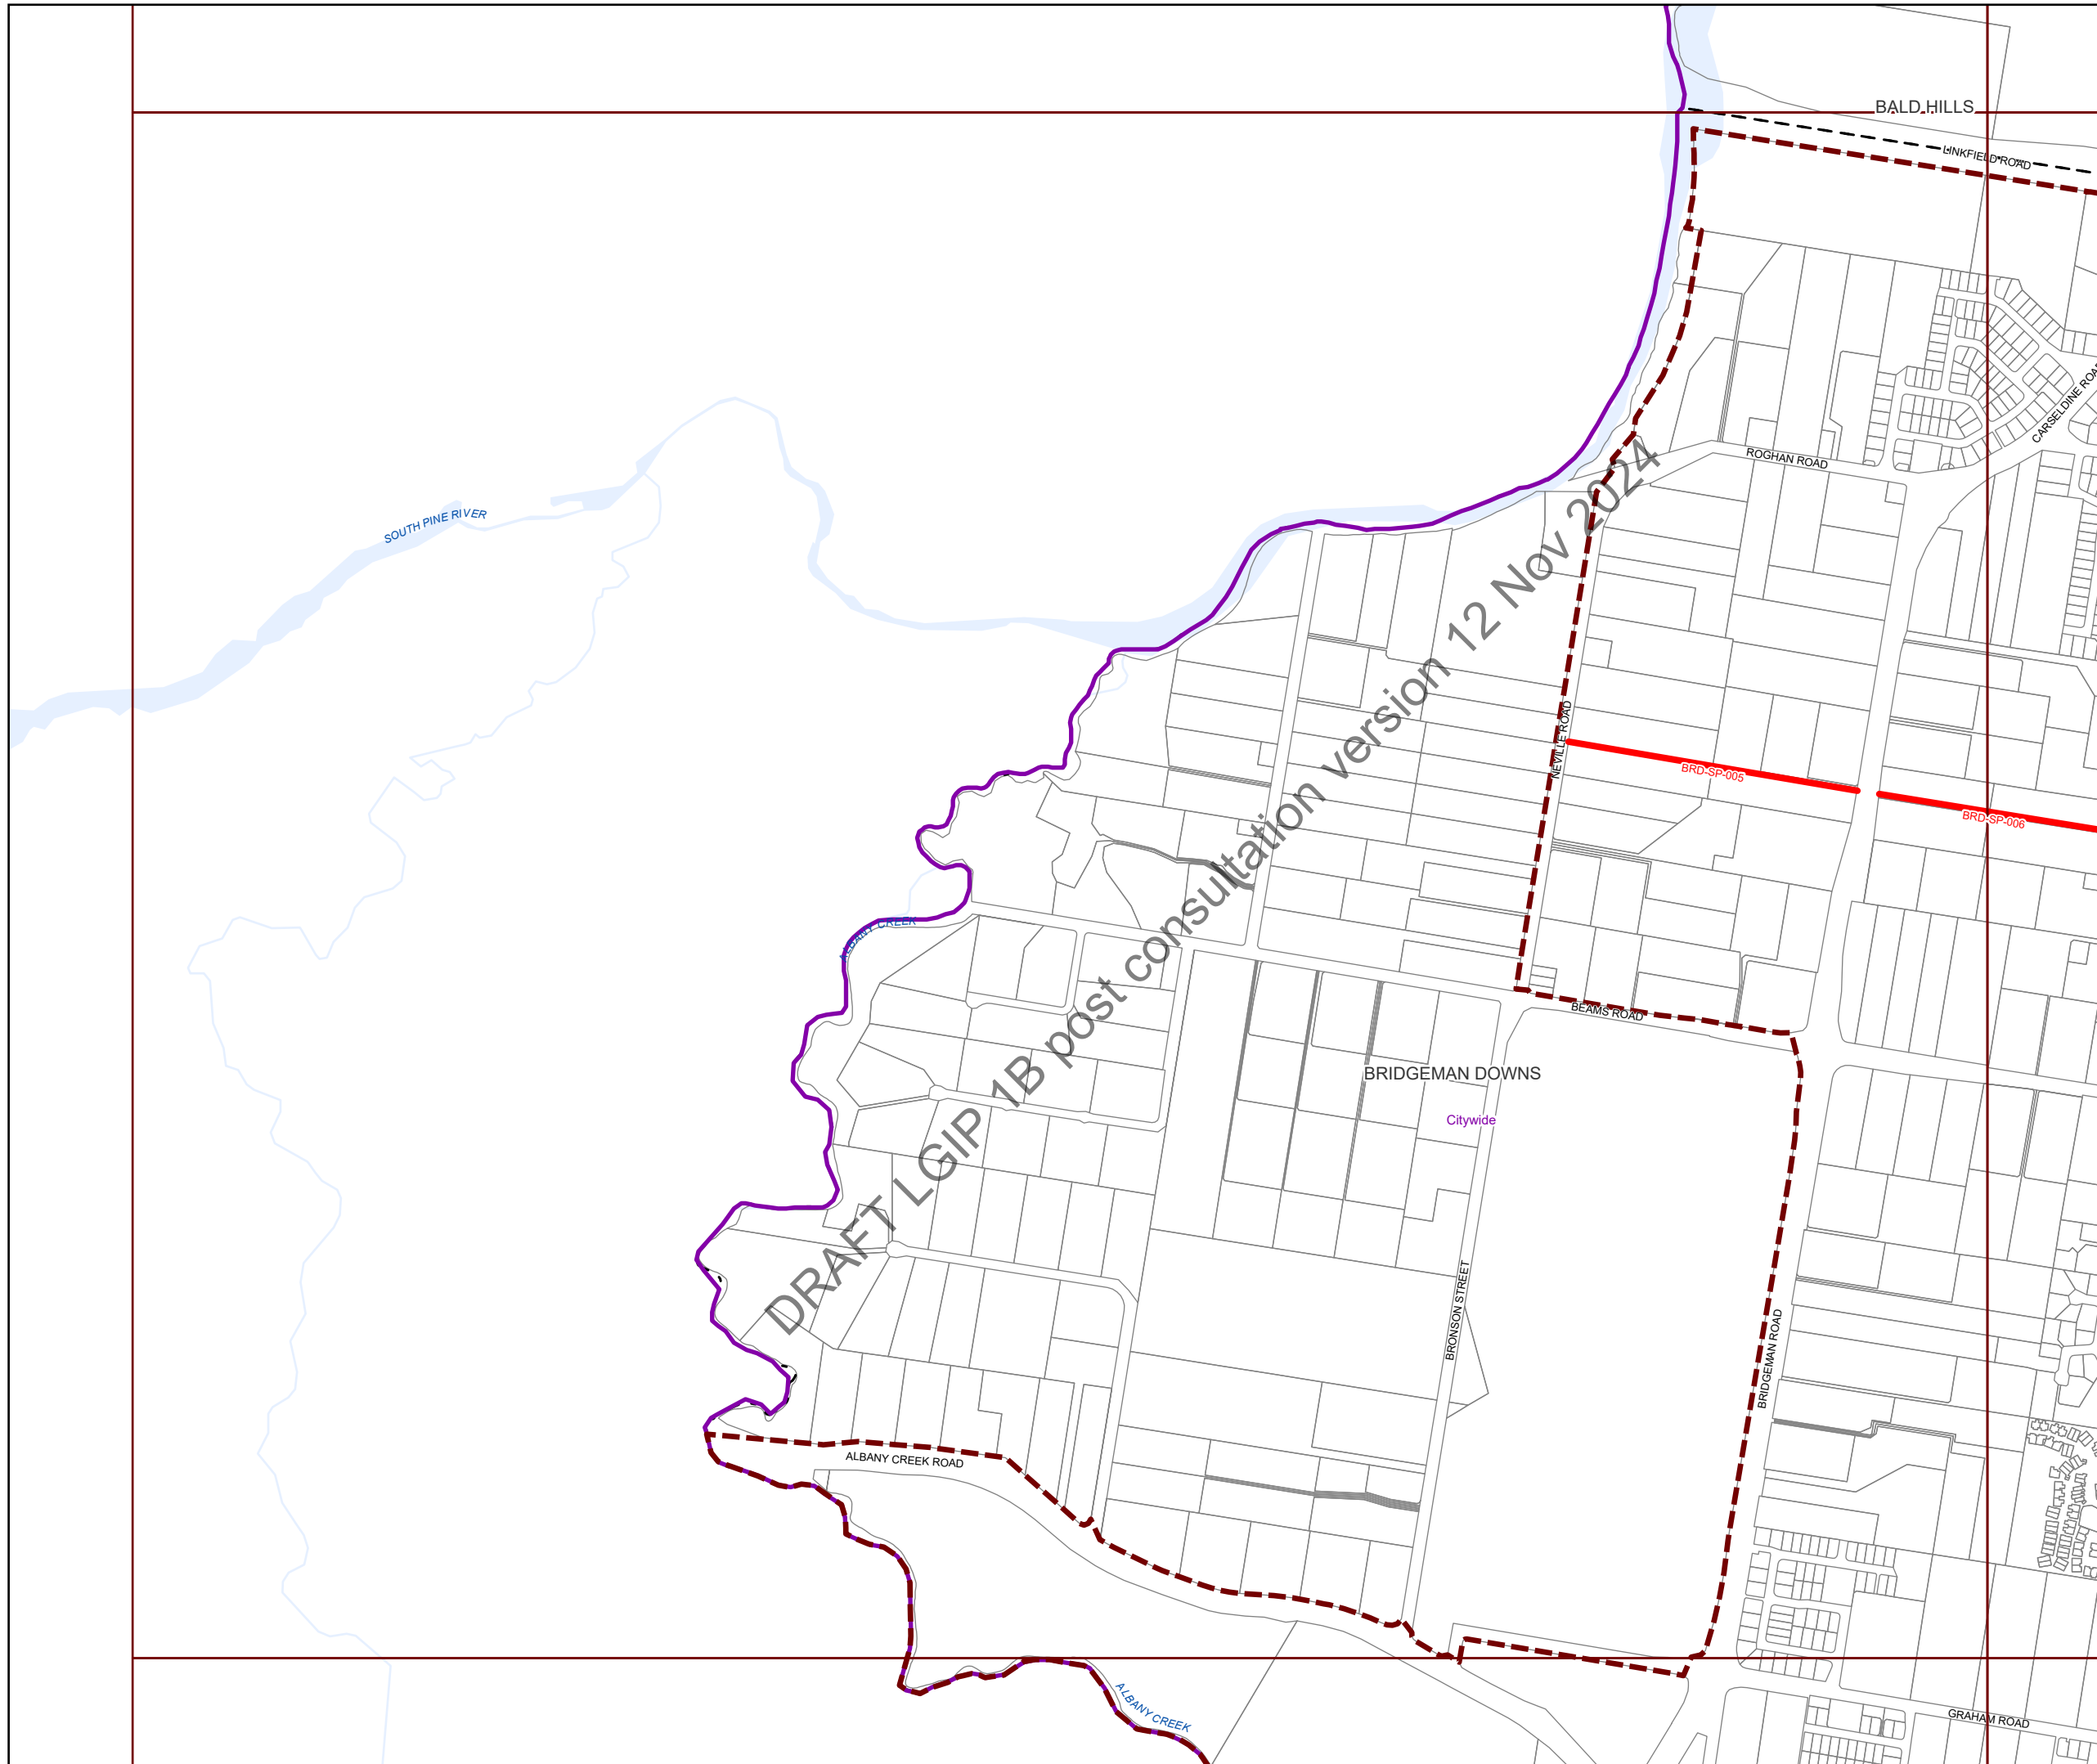 BALD HILLS
LINKFIELD ROAD
CARSELDINE ROA
ROGHAN ROAD
SOUTH PINE RIVER
NEVILLE ROAD
BRD-SP-005
BRD-SP-006
ALBANY CREEK
BEAMS ROAD
BRIDGEMAN DOWNS
Citywide
DRAFT LGIP 1B post consultation version 12 Nov 2024
BRONSON STREET
BRIDGEMAN ROAD
ALBANY CREEK ROAD
ALBANY CREEK
GRAHAM ROAD